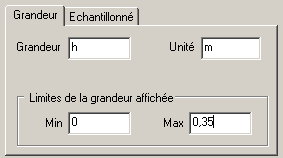 Grandeur Echantillonné
Grandeur h Unité m
Limites de la grandeur affichée
Min 0 Max 0,35